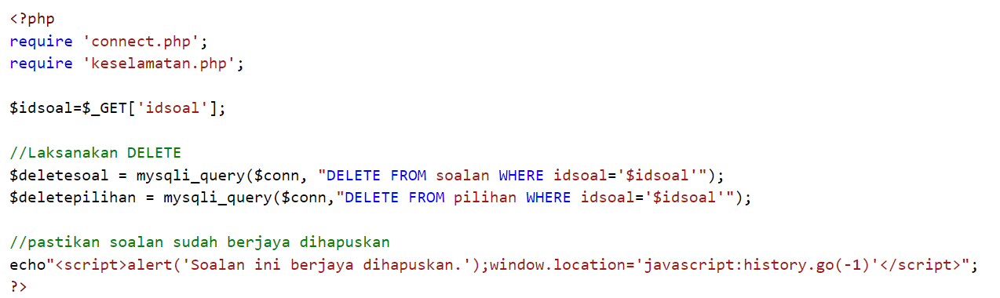 <?php
require 'connect.php';
require 'keselamatan.php';
$idsoal=$_GET['idsoal'];
//Laksanakan DELETE
$deletesoal = mysqli_query($conn, "DELETE FROM soalan WHERE idsoal='$idsoal'");
$deletepilihan = mysqli_query($conn,"DELETE FROM pilihan WHERE idsoal='$idsoal'");
//pastikan soalan sudah berjaya dihapuskan
echo"<script>alert('Soalan ini berjaya dihapuskan.');window.location='javascript:history.go(-1)'</script>";
?>